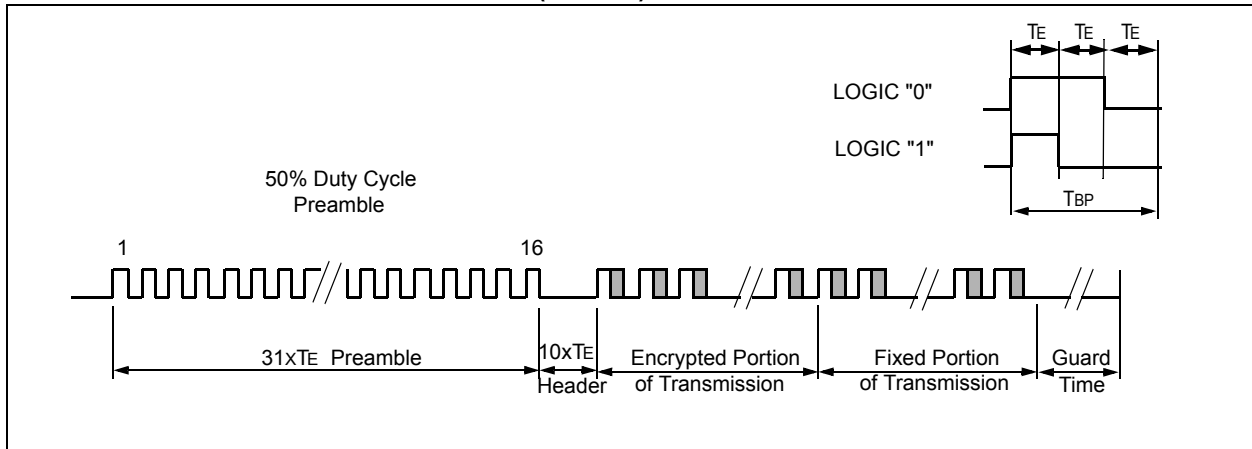 TE TE TE
LOGIC "0"
LOGIC "1"
TBP
50% Duty Cycle
Preamble
1 16
31xTE Preamble
10xTE
Header
Encrypted Portion
of Transmission
Fixed Portion
of Transmission
Guard
Time